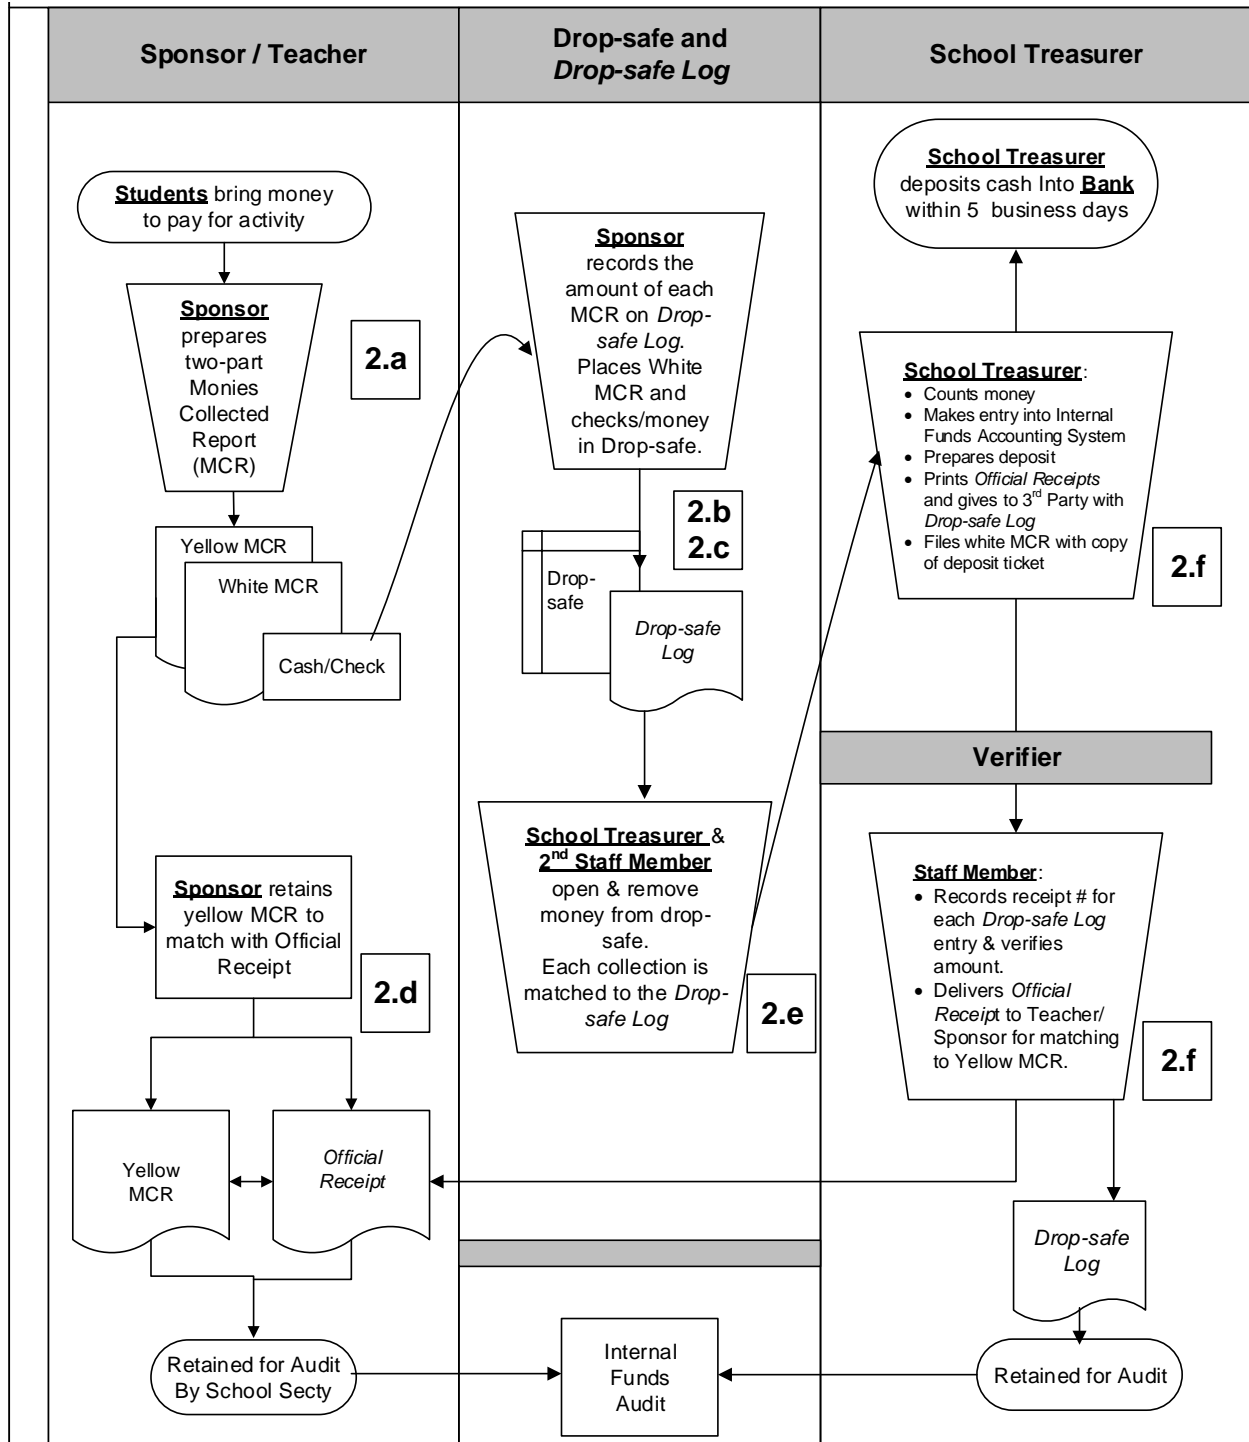 Sponsor / Teacher
Drop-safe and
Drop-safe Log
School Treasurer
Students bring money
to pay for activity
Sponsor
prepares
two-part
Monies
Collected
Report
(MCR)
2.a
Yellow MCR
White MCR
Cash/Check
Sponsor retains
yellow MCR to
match with Official
Receipt
2.d
Yellow
MCR
Official
Receipt
Retained for Audit
By School Secty
Sponsor
records the
amount of each
MCR on Drop-
safe Log.
Places White
MCR and
checks/money
in Drop-safe.
2.b
2.c
Drop-
safe
Drop-safe
Log
School Treasurer &
2nd Staff Member
open & remove
money from drop-
safe.
Each collection is
matched to the Drop-
safe Log
2.e
Internal
Funds
Audit
School Treasurer
deposits cash Into Bank
within 5 business days
School Treasurer:
• Counts money
• Makes entry into Internal
Funds Accounting System
• Prepares deposit
• Prints Official Receipts
and gives to 3rd Party with
Drop-safe Log
• Files white MCR with copy
of deposit ticket
2.f
Verifier
Staff Member:
• Records receipt # for
each Drop-safe Log
entry & verifies
amount.
• Delivers Official
Receipt to Teacher/
Sponsor for matching
to Yellow MCR.
2.f
Drop-safe
Log
Retained for Audit